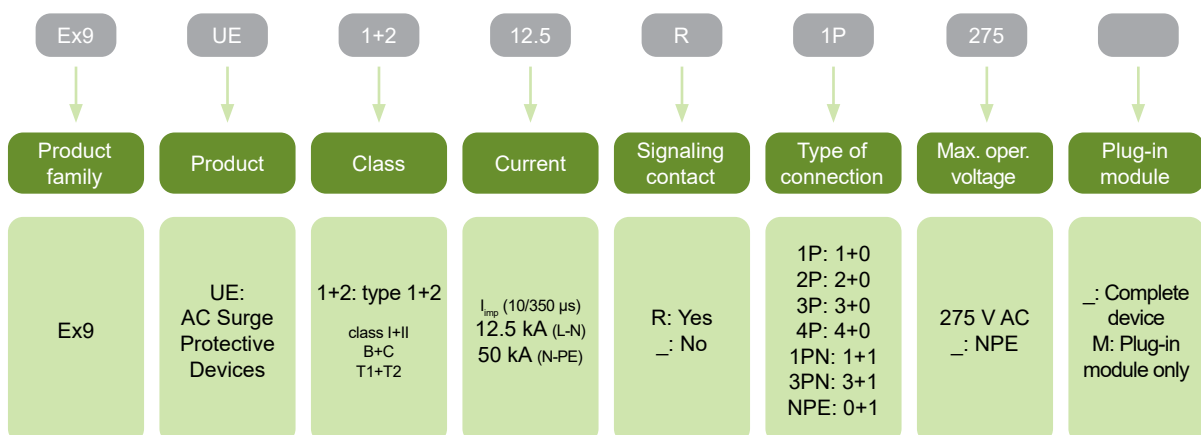 Ex9
UE
1+2
12.5
R
1P
275
Product
family
Product
Class
Current
Signaling
contact
Type of
connection
Max. oper.
voltage
Plug-in
module
Ex9
UE:
AC Surge
Protective
Devices
1+2: type 1+2
class I+II
B+C
T1+T2
Iimp (10/350 µs)
12.5 kA (L-N)
50 kA (N-PE)
R: Yes
_: No
1P: 1+0
2P: 2+0
3P: 3+0
4P: 4+0
1PN: 1+1
3PN: 3+1
NPE: 0+1
275 V AC
_: NPE
_: Complete
device
M: Plug-in
module only